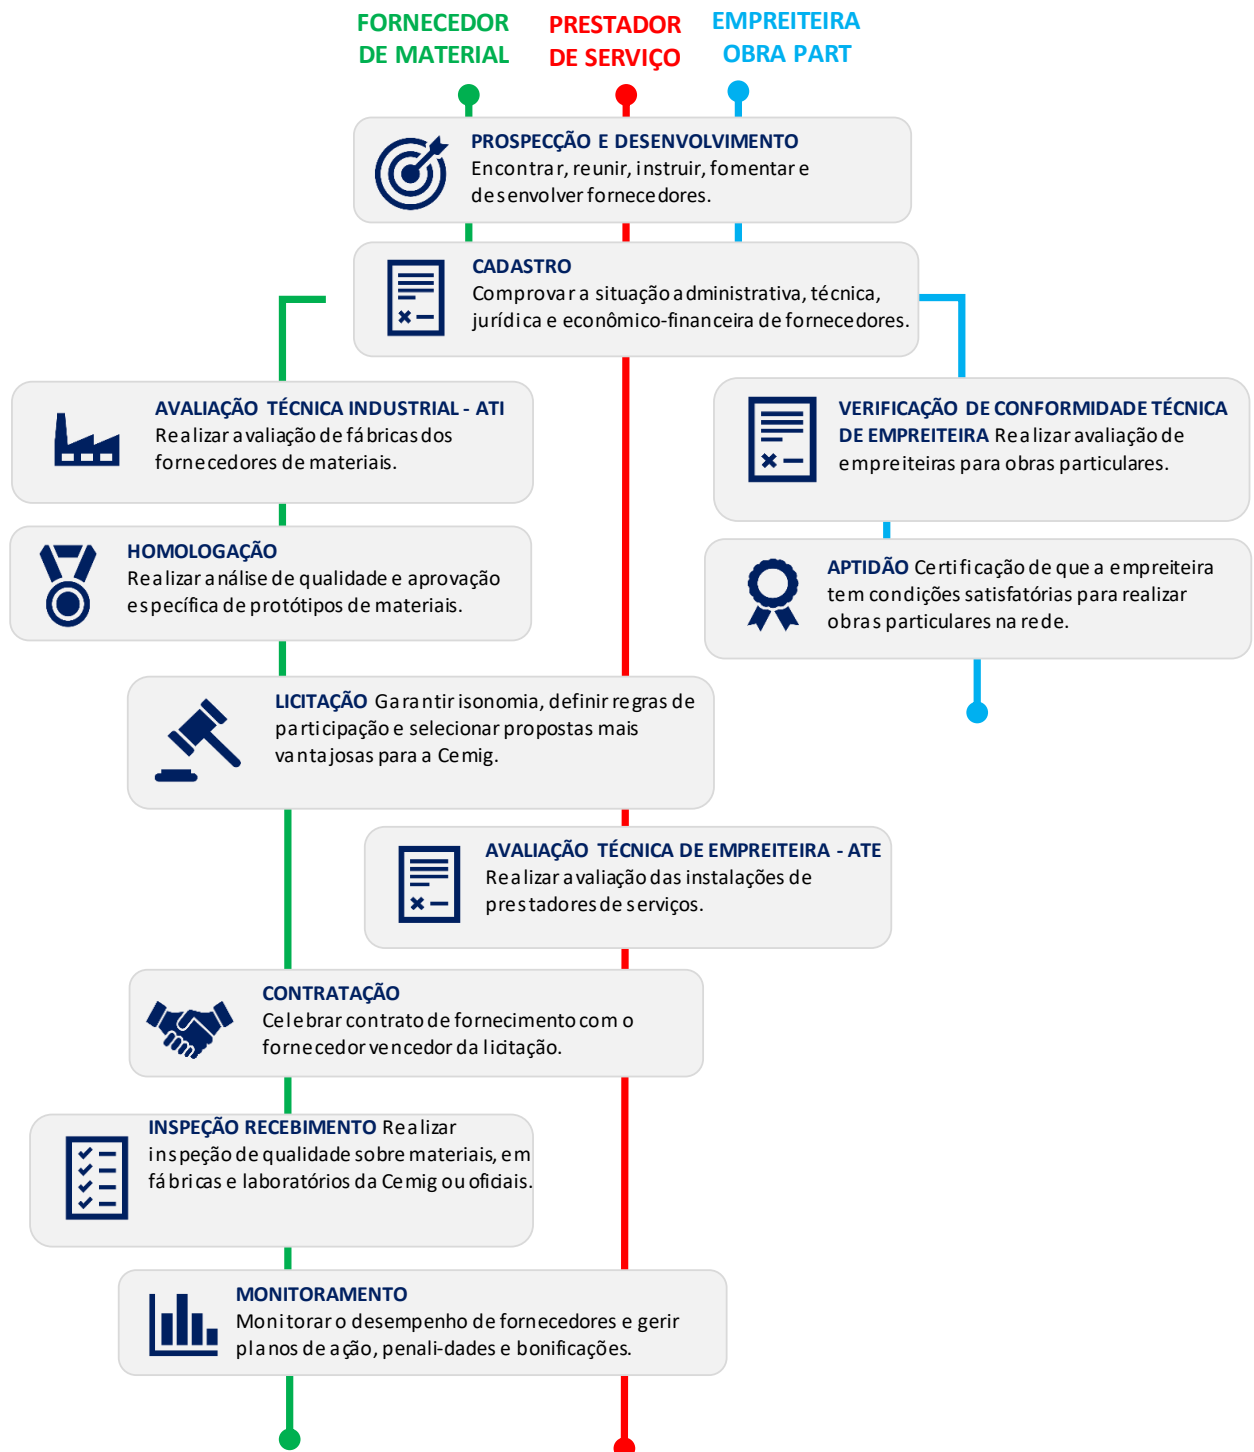 FORNECEDOR
DE MATERIAL
PRESTADOR
DE SERVIÇO
EMPREITEIRA
OBRA PART
PROSPECÇÃO E DESENVOLVIMENTO
Encontrar, reunir, instruir, fomentar e
desenvolver fornecedores.
CADASTRO
Comprovar a situação administrativa, técnica,
jurídica e econômico-financeira de fornecedores.
AVALIAÇÃO TÉCNICA INDUSTRIAL - ATI
Realizar avaliação de fábricas dos
fornecedores de materiais.
VERIFICAÇÃO DE CONFORMIDADE TÉCNICA
DE EMPREITEIRA Realizar avaliação de
empreiteiras para obras particulares.
HOMOLOGAÇÃO
Realizar análise de qualidade e aprovação
específica de protótipos de materiais.
APTIDÃO Certificação de que a empreiteira
tem condições satisfatórias para realizar
obras particulares na rede.
LICITAÇÃO Garantir isonomia, definir regras de
participação e selecionar propostas mais
vantajosas para a Cemig.
AVALIAÇÃO TÉCNICA DE EMPREITEIRA - ATE
Realizar avaliação das instalações de
prestadores de serviços.
CONTRATAÇÃO
Celebrar contrato de fornecimento com o
fornecedor vencedor da licitação.
INSPEÇÃO RECEBIMENTO Realizar
inspeção de qualidade sobre materiais, em
fábricas e laboratórios da Cemig ou oficiais.
MONITORAMENTO
Monitorar o desempenho de fornecedores e gerir
planos de ação, penali-dades e bonificações.